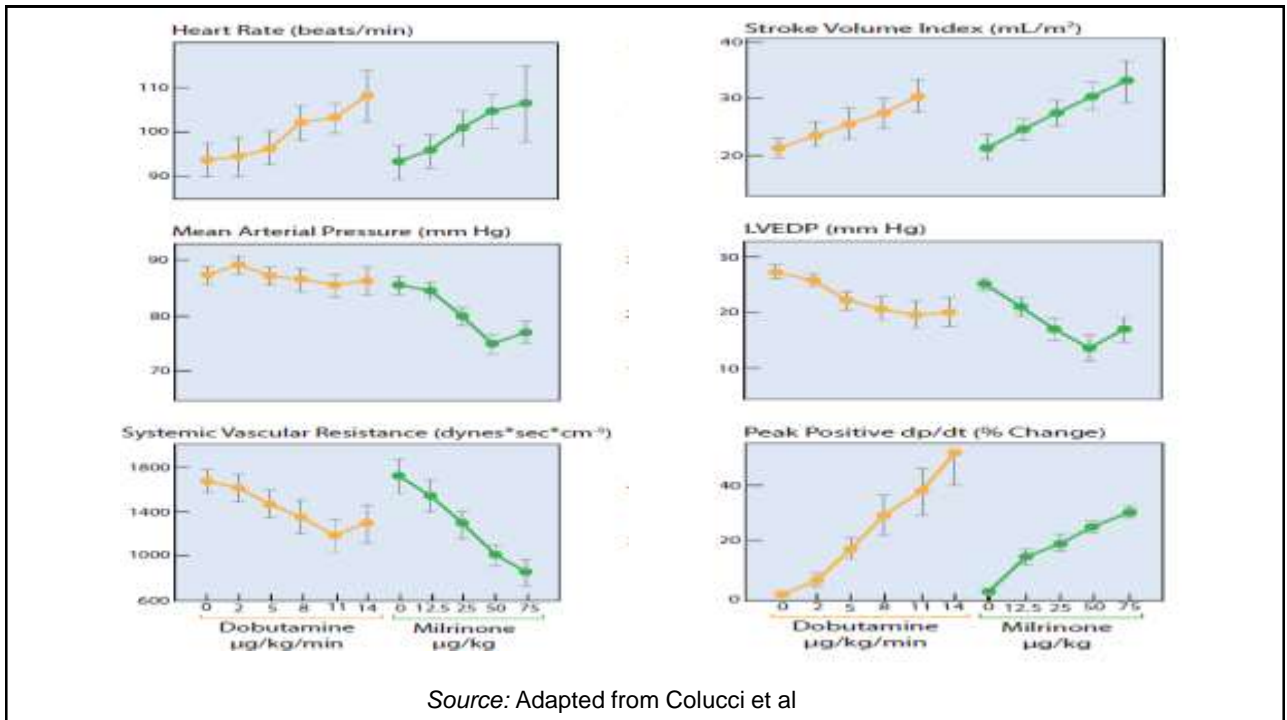 Heart Rate (beats/min)
110
100
90
Stroke Volume Index (mL/m²)
40
30
20
Mean Arterial Pressure (mm Hg)
90
80
70
LVEDP (mm Hg)
30
20
10
Systemic Vascular Resistance (dynes*sec*cm⁻⁵)
1800
1400
1000
600
0 2 5 8 11 14 0 12.5 25 50 75
Dobutamine Milrinone
µg/kg/min µg/kg
Peak Positive dp/dt (% Change)
40
20
0
0 2 5 8 11 14 0 12.5 25 50 75
Dobutamine Milrinone
µg/kg/min µg/kg
Source: Adapted from Colucci et al